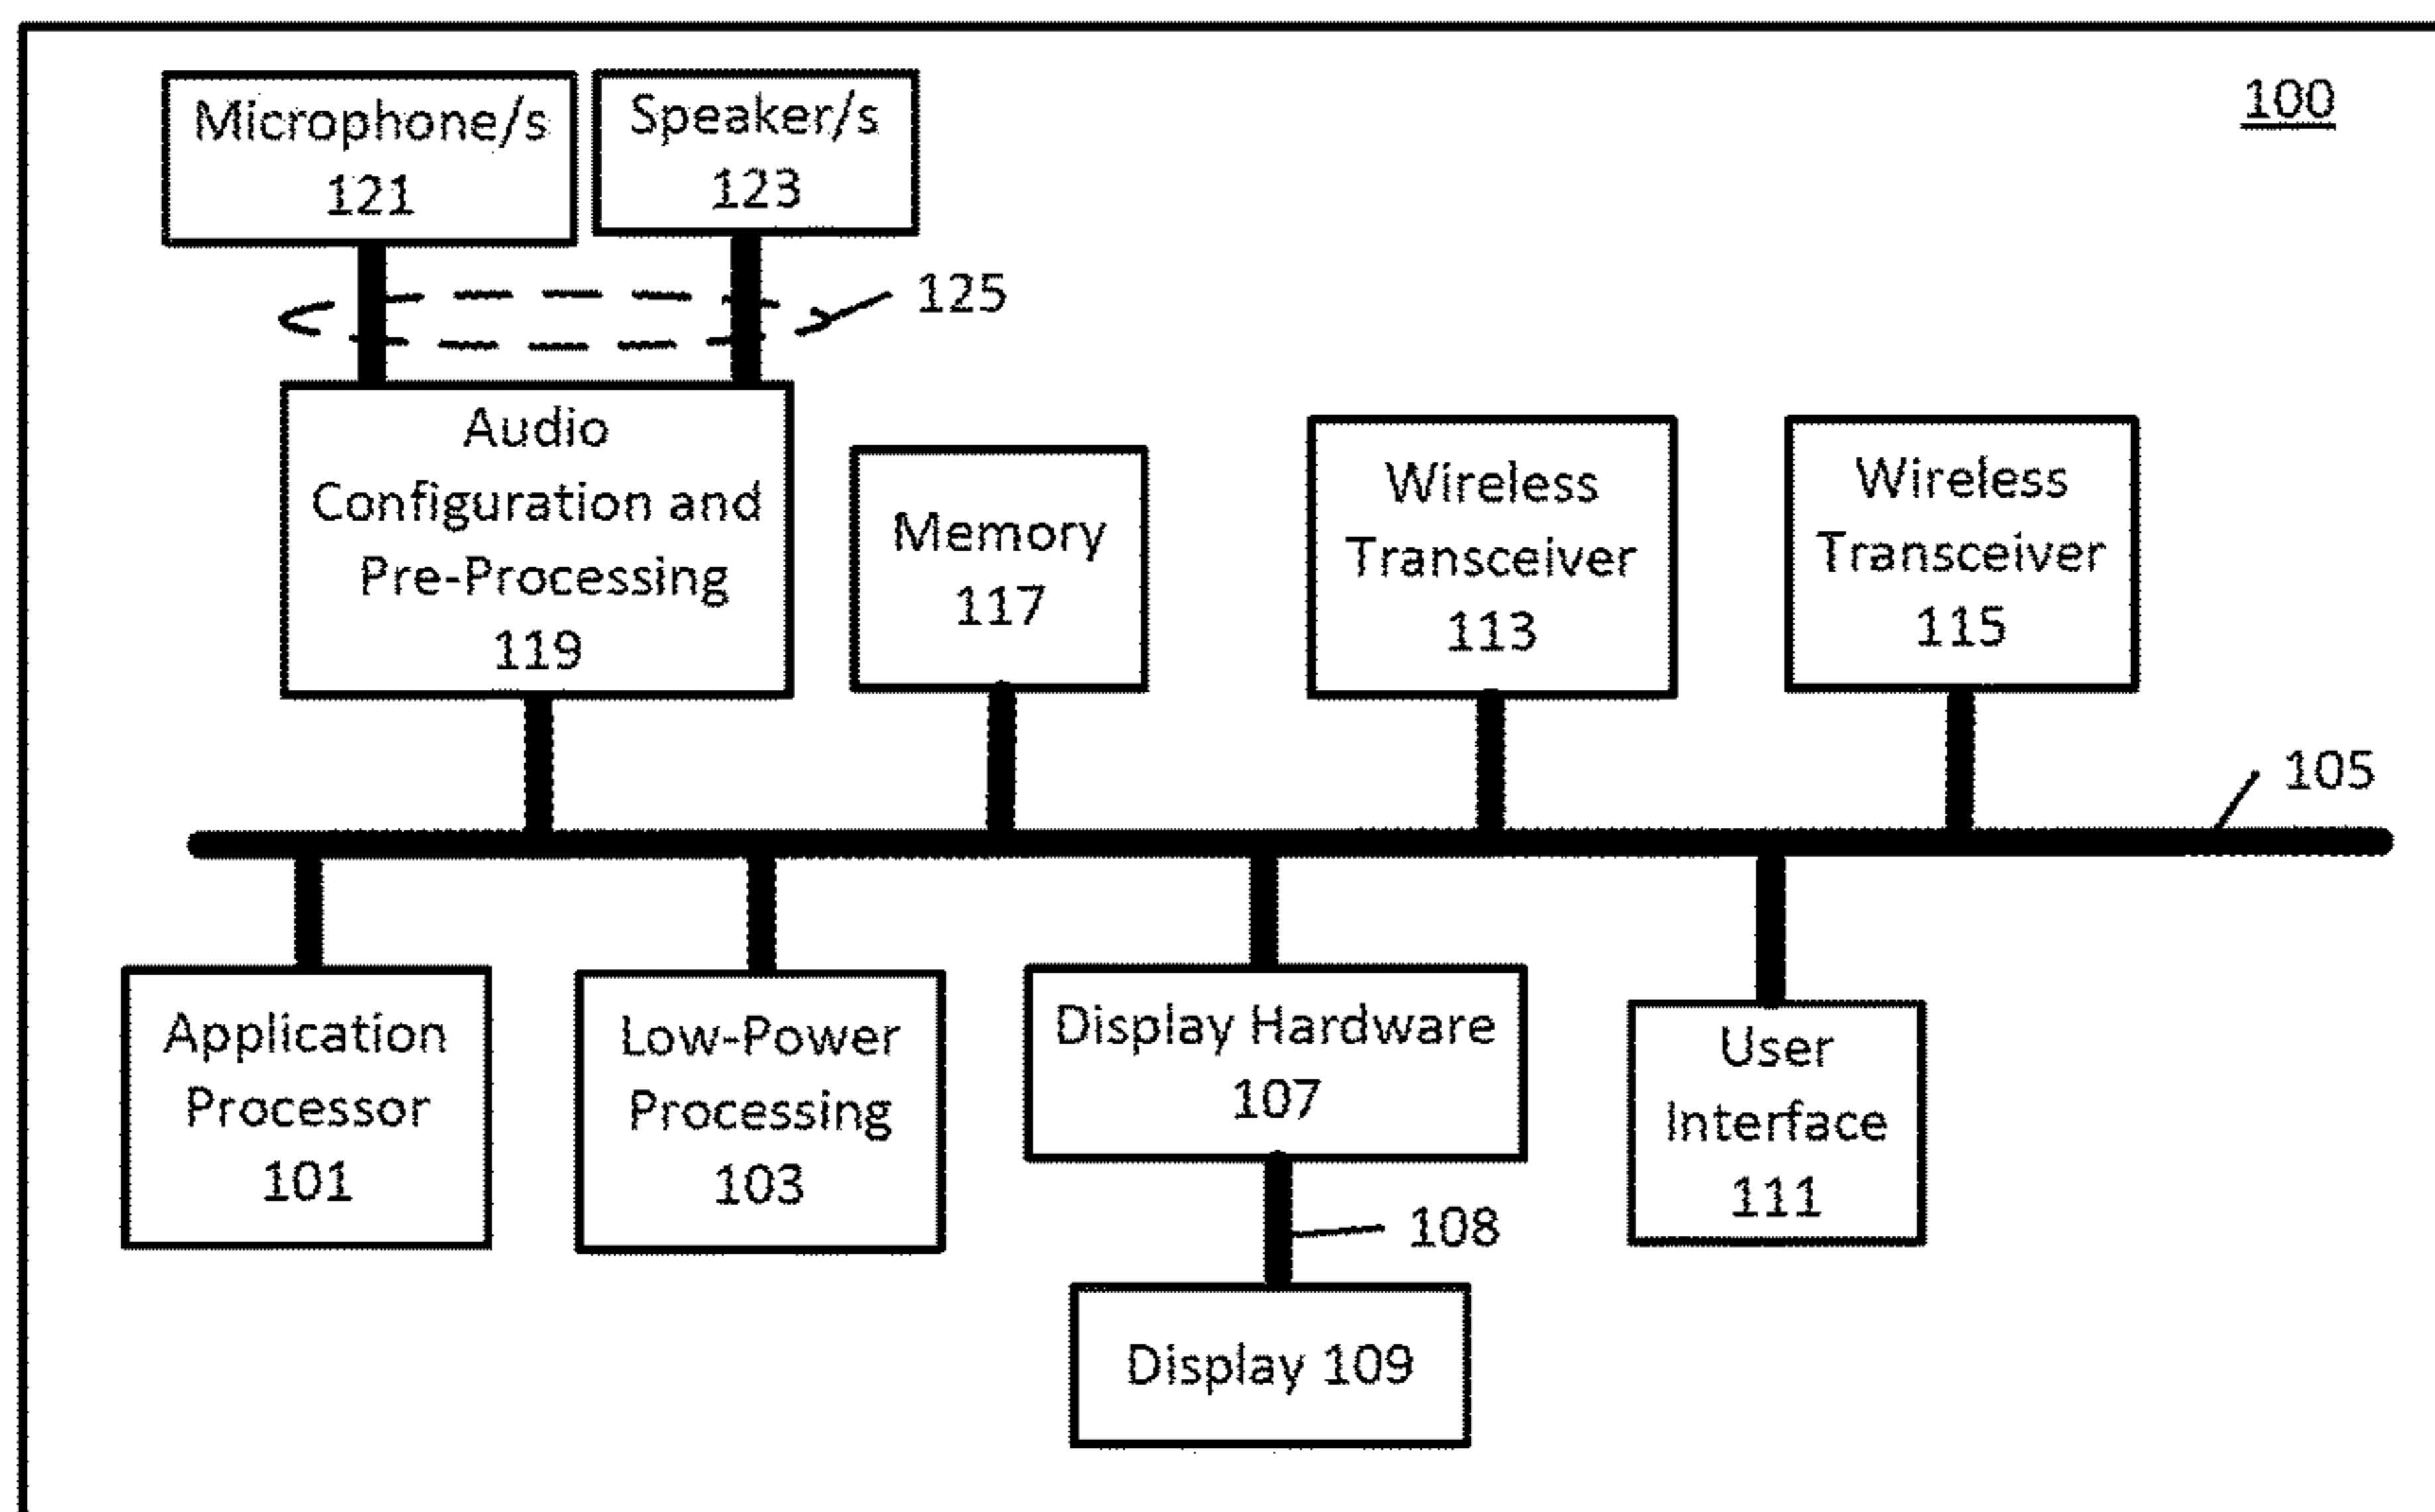 100
Microphone/s
121
Speaker/s
123
125
Audio
Configuration and
Pre-Processing
119
Memory
117
Wireless
Transceiver
113
Wireless
Transceiver
115
105
Application
Processor
101
Low-Power
Processing
103
Display Hardware
107
User
Interface
111
108
Display 109